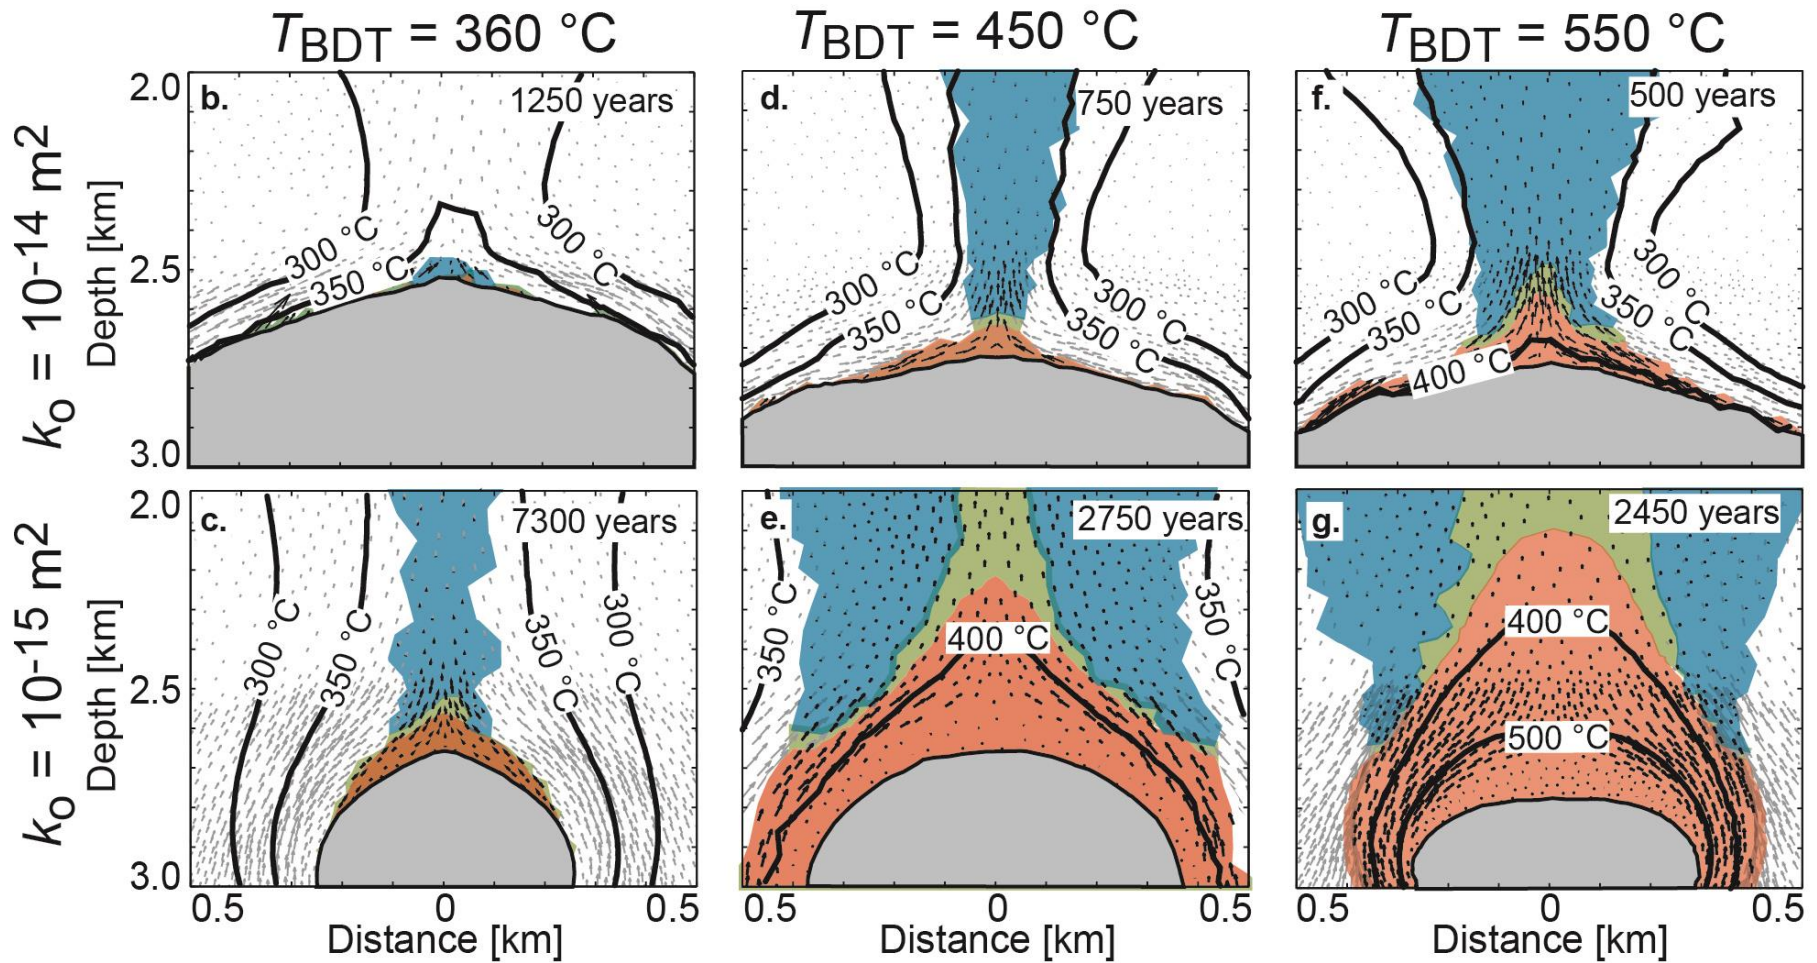 T_BDT = 360 °C
T_BDT = 450 °C
T_BDT = 550 °C
k_o = 10-14 m2
Depth [km]
2.0
2.5
3.0
b.
1250 years
300 °C
350 °C
300 °C
d.
750 years
300 °C
350 °C
300 °C
350 °C
f.
500 years
300 °C
350 °C
400 °C
300 °C
350 °C
k_o = 10-15 m2
Depth [km]
2.0
2.5
3.0
c.
7300 years
300 °C
350 °C
350 °C
300 °C
e.
2750 years
350 °C
400 °C
350 °C
g.
2450 years
400 °C
500 °C
0.5
0
0.5
Distance [km]
0.5
0
0.5
Distance [km]
0.5
0
0.5
Distance [km]